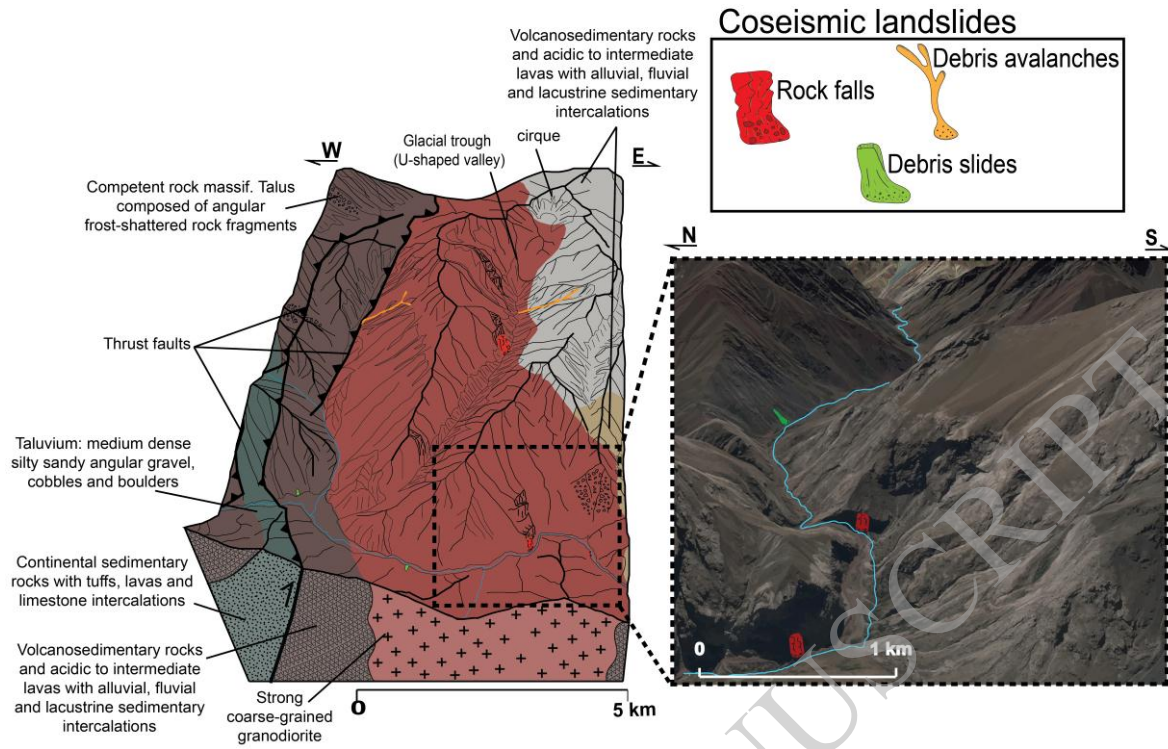 Coseismic landslides
Rock falls
Debris avalanches
Debris slides
Volcanosedimentary rocks
and acidic to intermediate
lavas with alluvial, fluvial
and lacustrine sedimentary
intercalations
W
Glacial trough
(U-shaped valley)
cirque
E
Competent rock massif. Talus
composed of angular
frost-shattered rock fragments
N
S
Thrust faults
Taluvium: medium dense
silty sandy angular gravel,
cobbles and boulders
Continental sedimentary
rocks with tuffs, lavas and
limestone intercalations
Volcanosedimentary rocks
and acidic to intermediate
lavas with alluvial, fluvial
and lacustrine sedimentary
intercalations
Strong
coarse-grained
granodiorite
0
5 km
0
1 km
USCRIPT